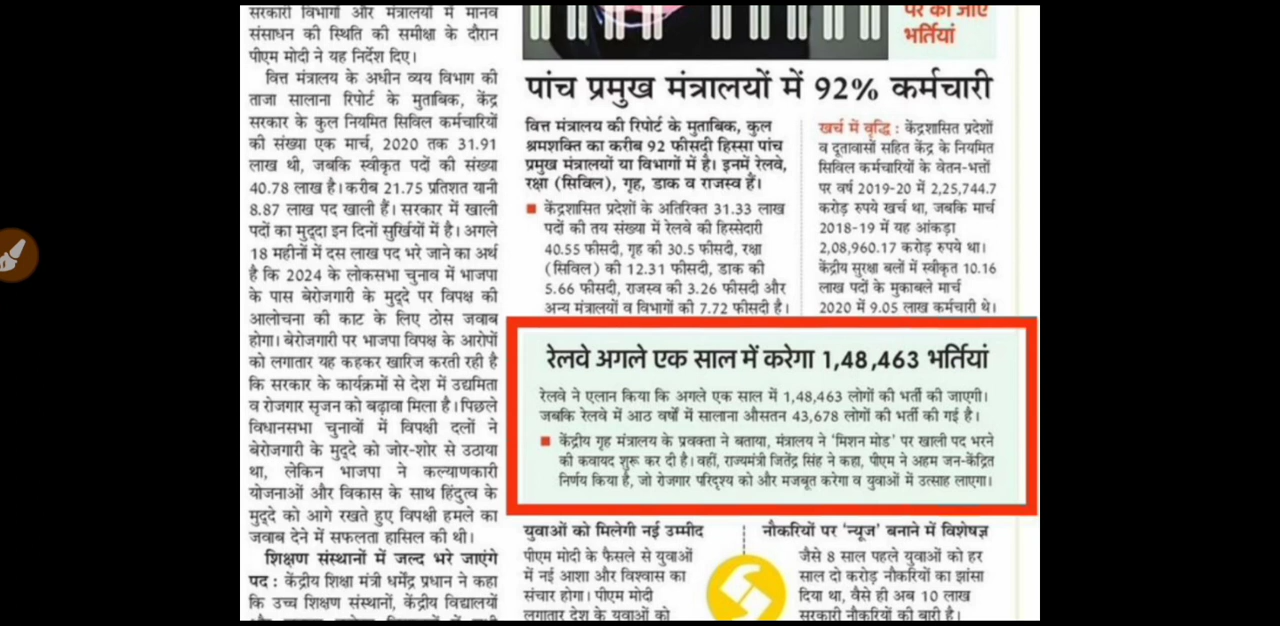 सरकारी विभागों और मंत्रालयों में मानव
संसाधन की स्थिति की समीक्षा के दौरान
पीएम मोदी ने यह निर्देश दिए।
वित्त मंत्रालय के अधीन व्यय विभाग की
ताजा सालाना रिपोर्ट के मुताबिक, केंद्र
सरकार के कुल नियमित सिविल कर्मचारियों
की संख्या एक मार्च, 2020 तक 31.91
लाख थी, जबकि स्वीकृत पदों की संख्या
40.78 लाख है। करीब 21.75 प्रतिशत यानी
8.87 लाख पद खाली हैं। सरकार में खाली
पदों का मुद्दा इन दिनों सुर्खियों में है। अगले
18 महीनों में दस लाख पद भरे जाने का अर्थ
है कि 2024 के लोकसभा चुनाव में भाजपा
के पास बेरोजगारी के मुद्दे पर विपक्ष की
आलोचना की काट के लिए ठोस जवाब
होगा। बेरोजगारी पर भाजपा विपक्ष के आरोपों
को लगातार यह कहकर खारिज करती रही है
कि सरकार के कार्यक्रमों से देश में उद्यमिता
व रोजगार सृजन को बढ़ावा मिला है। पिछले
विधानसभा चुनावों में विपक्षी दलों ने
बेरोजगारी के मुद्दे को जोर-शोर से उठाया
था, लेकिन भाजपा ने कल्याणकारी
योजनाओं और विकास के साथ हिंदुत्व के
मुद्दे को आगे रखते हुए विपक्षी हमले का
जवाब देने में सफलता हासिल की थी।
शिक्षण संस्थानों में जल्द भरे जाएंगे
पद : केंद्रीय शिक्षा मंत्री धर्मेंद्र प्रधान ने कहा
कि उच्च शिक्षण संस्थानों, केंद्रीय विद्यालयों
पर की जाएं
भर्तियां
पांच प्रमुख मंत्रालयों में 92% कर्मचारी
वित्त मंत्रालय की रिपोर्ट के मुताबिक, कुल
श्रमशक्ति का करीब 92 फीसदी हिस्सा पांच
प्रमुख मंत्रालयों या विभागों में है। इनमें रेलवे,
रक्षा (सिविल), गृह, डाक व राजस्व हैं।
■ केंद्रशासित प्रदेशों के अतिरिक्त 31.33 लाख
पदों की तय संख्या में रेलवे की हिस्सेदारी
40.55 फीसदी, गृह की 30.5 फीसदी, रक्षा
(सिविल) की 12.31 फीसदी, डाक की
5.66 फीसदी, राजस्व की 3.26 फीसदी और
अन्य मंत्रालयों व विभागों की 7.72 फीसदी है।
खर्च में वृद्धि : केंद्रशासित प्रदेशों
व दूतावासों सहित केंद्र के नियमित
सिविल कर्मचारियों के वेतन-भत्तों
पर वर्ष 2019-20 में 2,25,744.7
करोड़ रुपये खर्च था, जबकि मार्च
2018-19 में यह आंकड़ा
2,08,960.17 करोड़ रुपये था।
केंद्रीय सुरक्षा बलों में स्वीकृत 10.16
लाख पदों के मुकाबले मार्च
2020 में 9.05 लाख कर्मचारी थे।
रेलवे अगले एक साल में करेगा 1,48,463 भर्तियां
रेलवे ने एलान किया कि अगले एक साल में 1,48,463 लोगों की भर्ती की जाएगी।
जबकि रेलवे में आठ वर्षों में सालाना औसतन 43,678 लोगों की भर्ती की गई है।
■ केंद्रीय गृह मंत्रालय के प्रवक्ता ने बताया, मंत्रालय ने 'मिशन मोड' पर खाली पद भरने
की कवायद शुरू कर दी है। वहीं, राज्यमंत्री जितेंद्र सिंह ने कहा, पीएम ने अहम जन-केंद्रित
निर्णय किया है, जो रोजगार परिदृश्य को और मजबूत करेगा व युवाओं में उत्साह लाएगा।
युवाओं को मिलेगी नई उम्मीद
पीएम मोदी के फैसले से युवाओं
में नई आशा और विश्वास का
संचार होगा। पीएम मोदी
लगातार देश के युवाओं को
नौकरियों पर 'न्यूज' बनाने में विशेषज्ञ
जैसे 8 साल पहले युवाओं को हर
साल दो करोड़ नौकरियों का झांसा
दिया था, वैसे ही अब 10 लाख
सरकारी नौकरियों की बारी है।